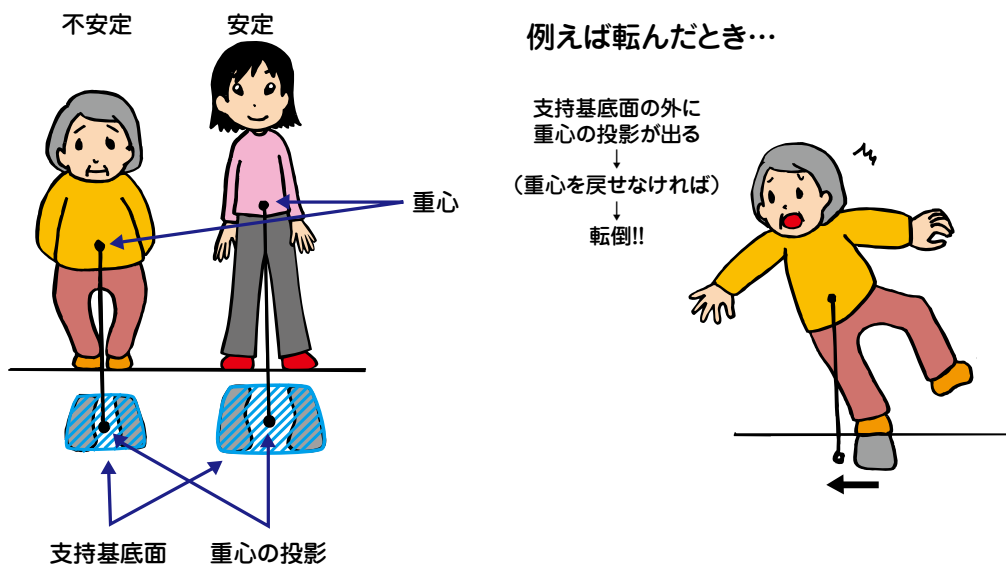 不安定
安定
重心
支持基底面
重心の投影
例えば転んだとき…
支持基底面の外に
重心の投影が出る
↓
（重心を戻せなければ）
↓
転倒!!